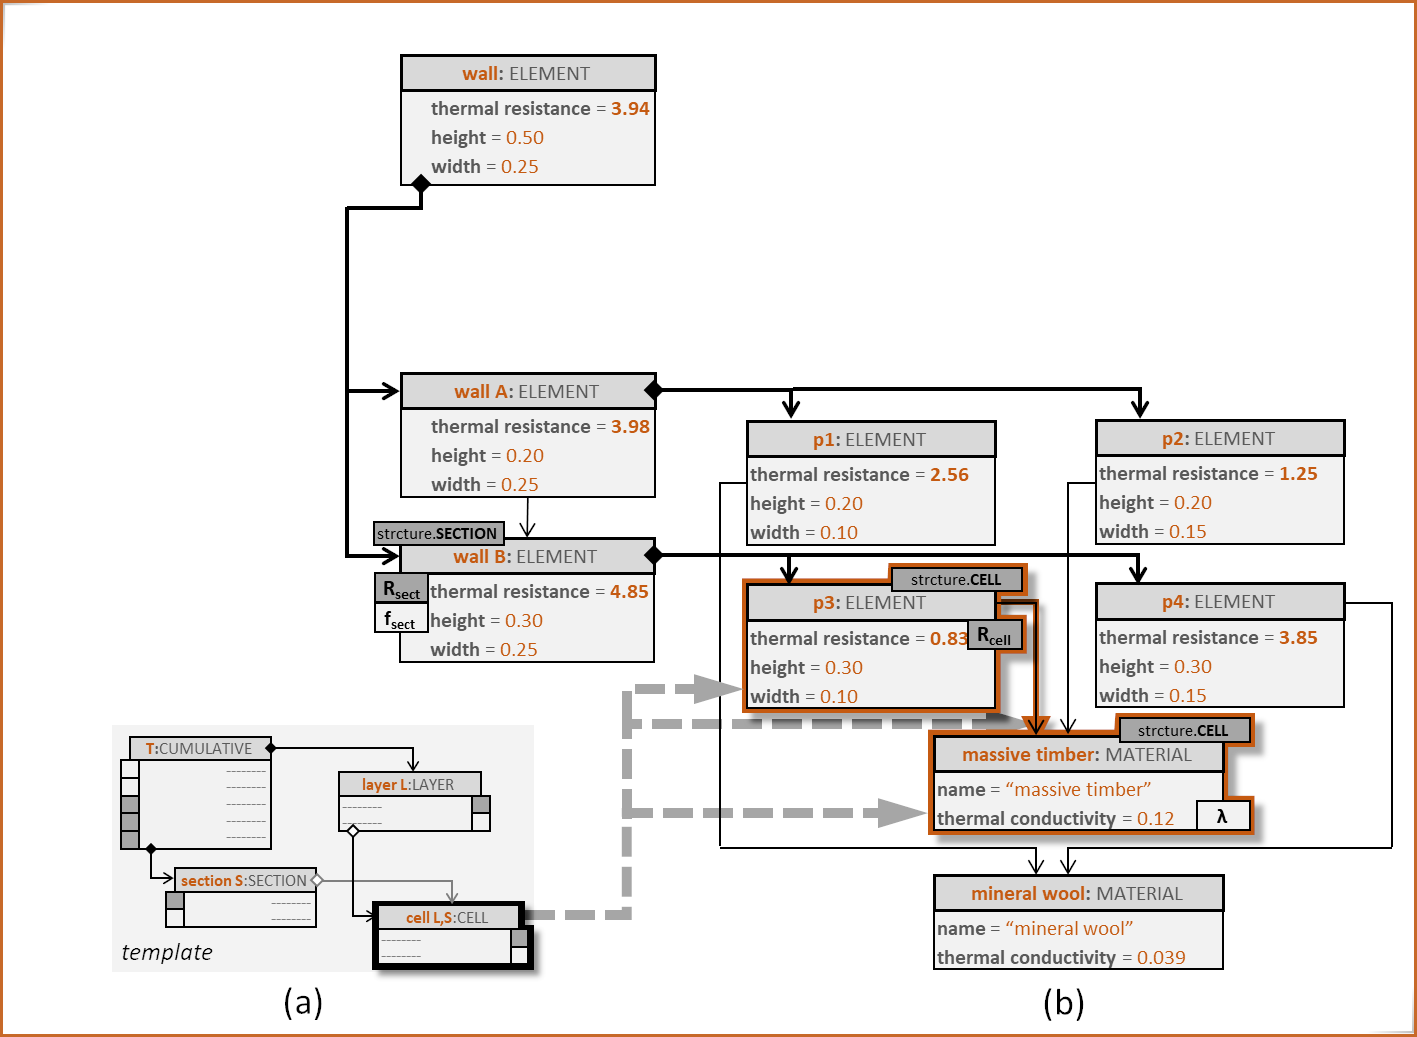 wall: ELEMENT
thermal resistance = 3.94
height = 0.50
width = 0.25
wall A: ELEMENT
thermal resistance = 3.98
height = 0.20
width = 0.25
p1: ELEMENT
thermal resistance = 2.56
height = 0.20
width = 0.10
p2: ELEMENT
thermal resistance = 1.25
height = 0.20
width = 0.15
strcture.SECTION
wall B: ELEMENT
Rsect
fsect
thermal resistance = 4.85
height = 0.30
width = 0.25
strcture.CELL
p3: ELEMENT
Rcell
thermal resistance = 0.83
height = 0.30
width = 0.10
p4: ELEMENT
thermal resistance = 3.85
height = 0.30
width = 0.15
strcture.CELL
massive timber: MATERIAL
name = “massive timber”
thermal conductivity = 0.12
λ
mineral wool: MATERIAL
name = “mineral wool”
thermal conductivity = 0.039
T:CUMULATIVE
layer L:LAYER
section S:SECTION
cell L,S:CELL
template
(a)
(b)